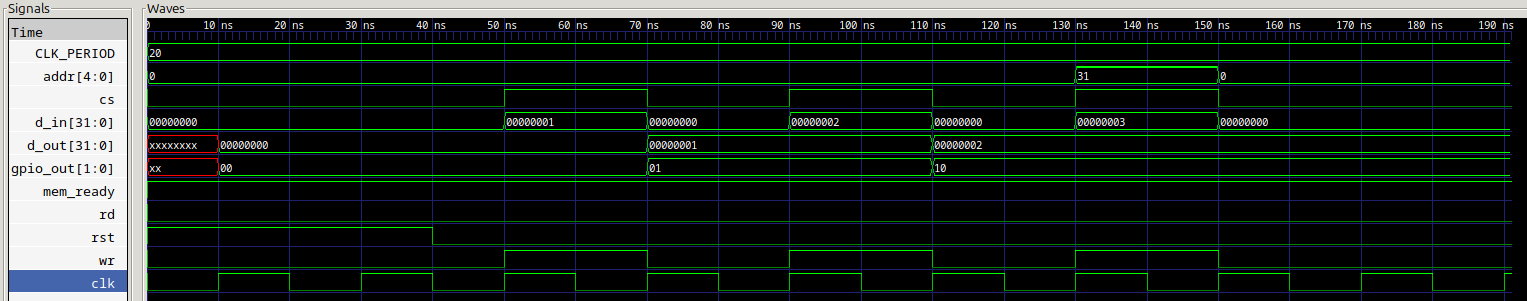 Signals Waves
Time 0 10 ns 20 ns 30 ns 40 ns 50 ns 60 ns 70 ns 80 ns 90 ns 100 ns 110 ns 120 ns 130 ns 140 ns 150 ns 160 ns 170 ns 180 ns 190 ns
CLK_PERIOD 20
addr[4:0] 0 31 0
cs
d_in[31:0] 00000000 00000001 00000000 00000002 00000000 00000003 00000000
d_out[31:0] xxxxxxxx 00000000 00000001 00000002
gpio_out[1:0] xx 00 01 10
mem_ready
rd
rst
wr
clk